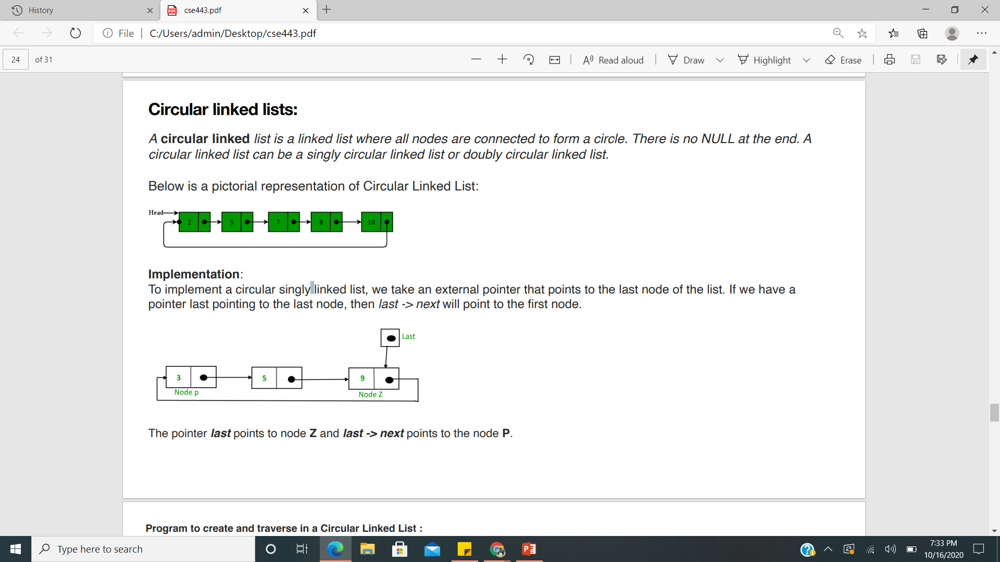 History
cse443.pdf
File
C:/Users/admin/Desktop/cse443.pdf
24 of 31
Read aloud
Draw
Highlight
Erase
Circular linked lists:
A circular linked list is a linked list where all nodes are connected to form a circle. There is no NULL at the end. A
circular linked list can be a singly circular linked list or doubly circular linked list.
Below is a pictorial representation of Circular Linked List:
Head
2 5 7 8 10
Implementation:
To implement a circular singly linked list, we take an external pointer that points to the last node of the list. If we have a
pointer last pointing to the last node, then last -> next will point to the first node.
Last
3 5 9
Node p Node Z
The pointer last points to node Z and last -> next points to the node P.
Program to create and traverse in a Circular Linked List :
Type here to search
7:33 PM
10/16/2020